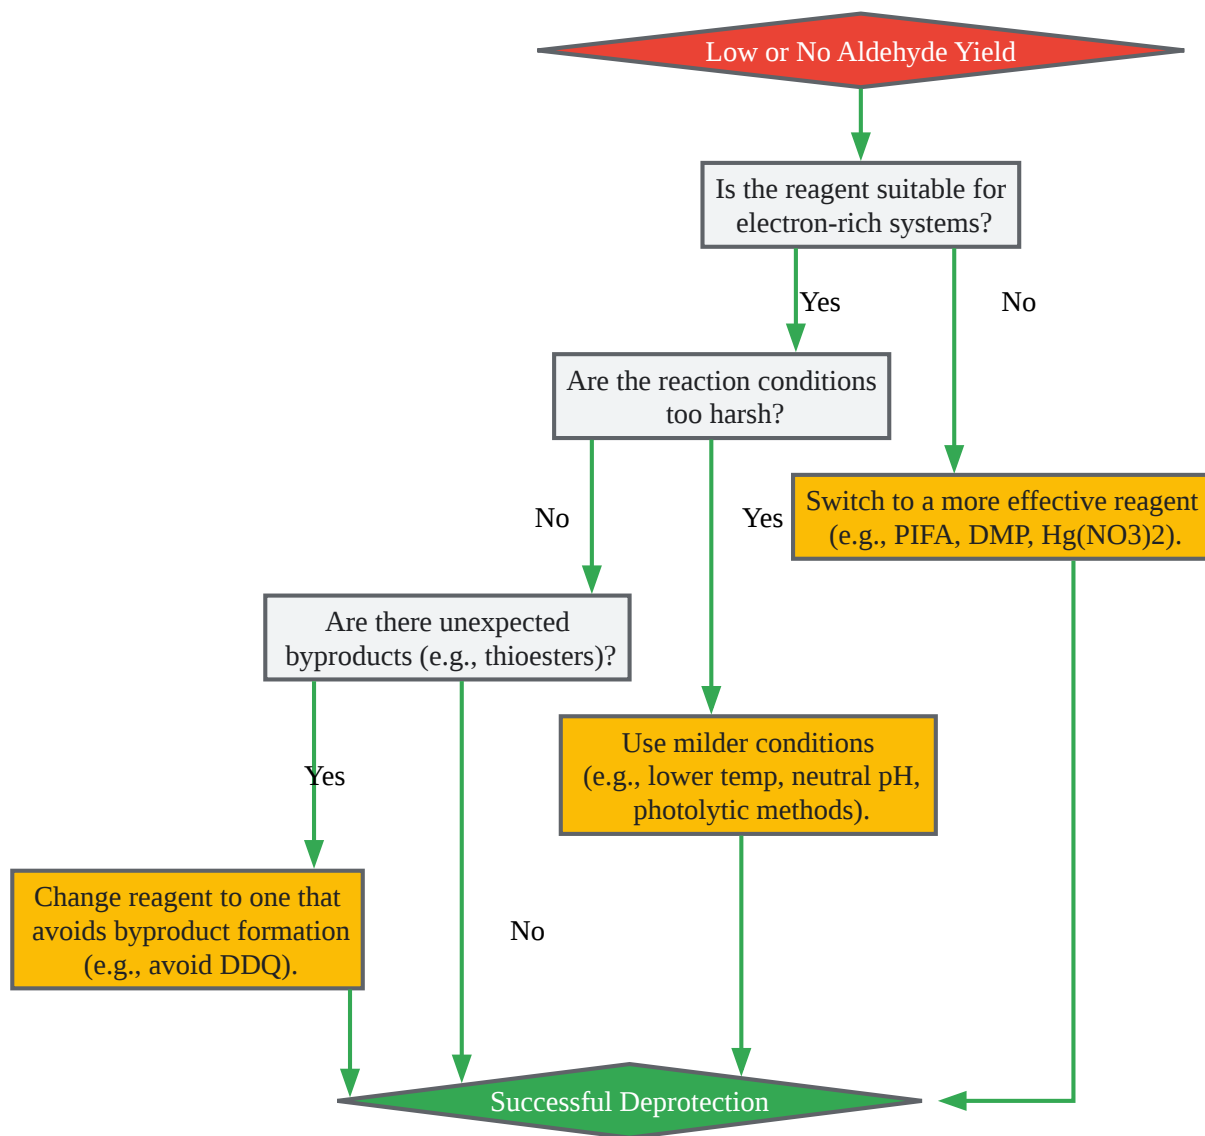 Low or No Aldehyde Yield
Is the reagent suitable for
electron-rich systems?
Yes
No
Are the reaction conditions
too harsh?
Switch to a more effective reagent
(e.g., PIFA, DMP, Hg(NO3)2).
No
Yes
Are there unexpected
byproducts (e.g., thioesters)?
Use milder conditions
(e.g., lower temp, neutral pH,
photolytic methods).
Yes
Change reagent to one that
avoids byproduct formation
(e.g., avoid DDQ).
No
Successful Deprotection